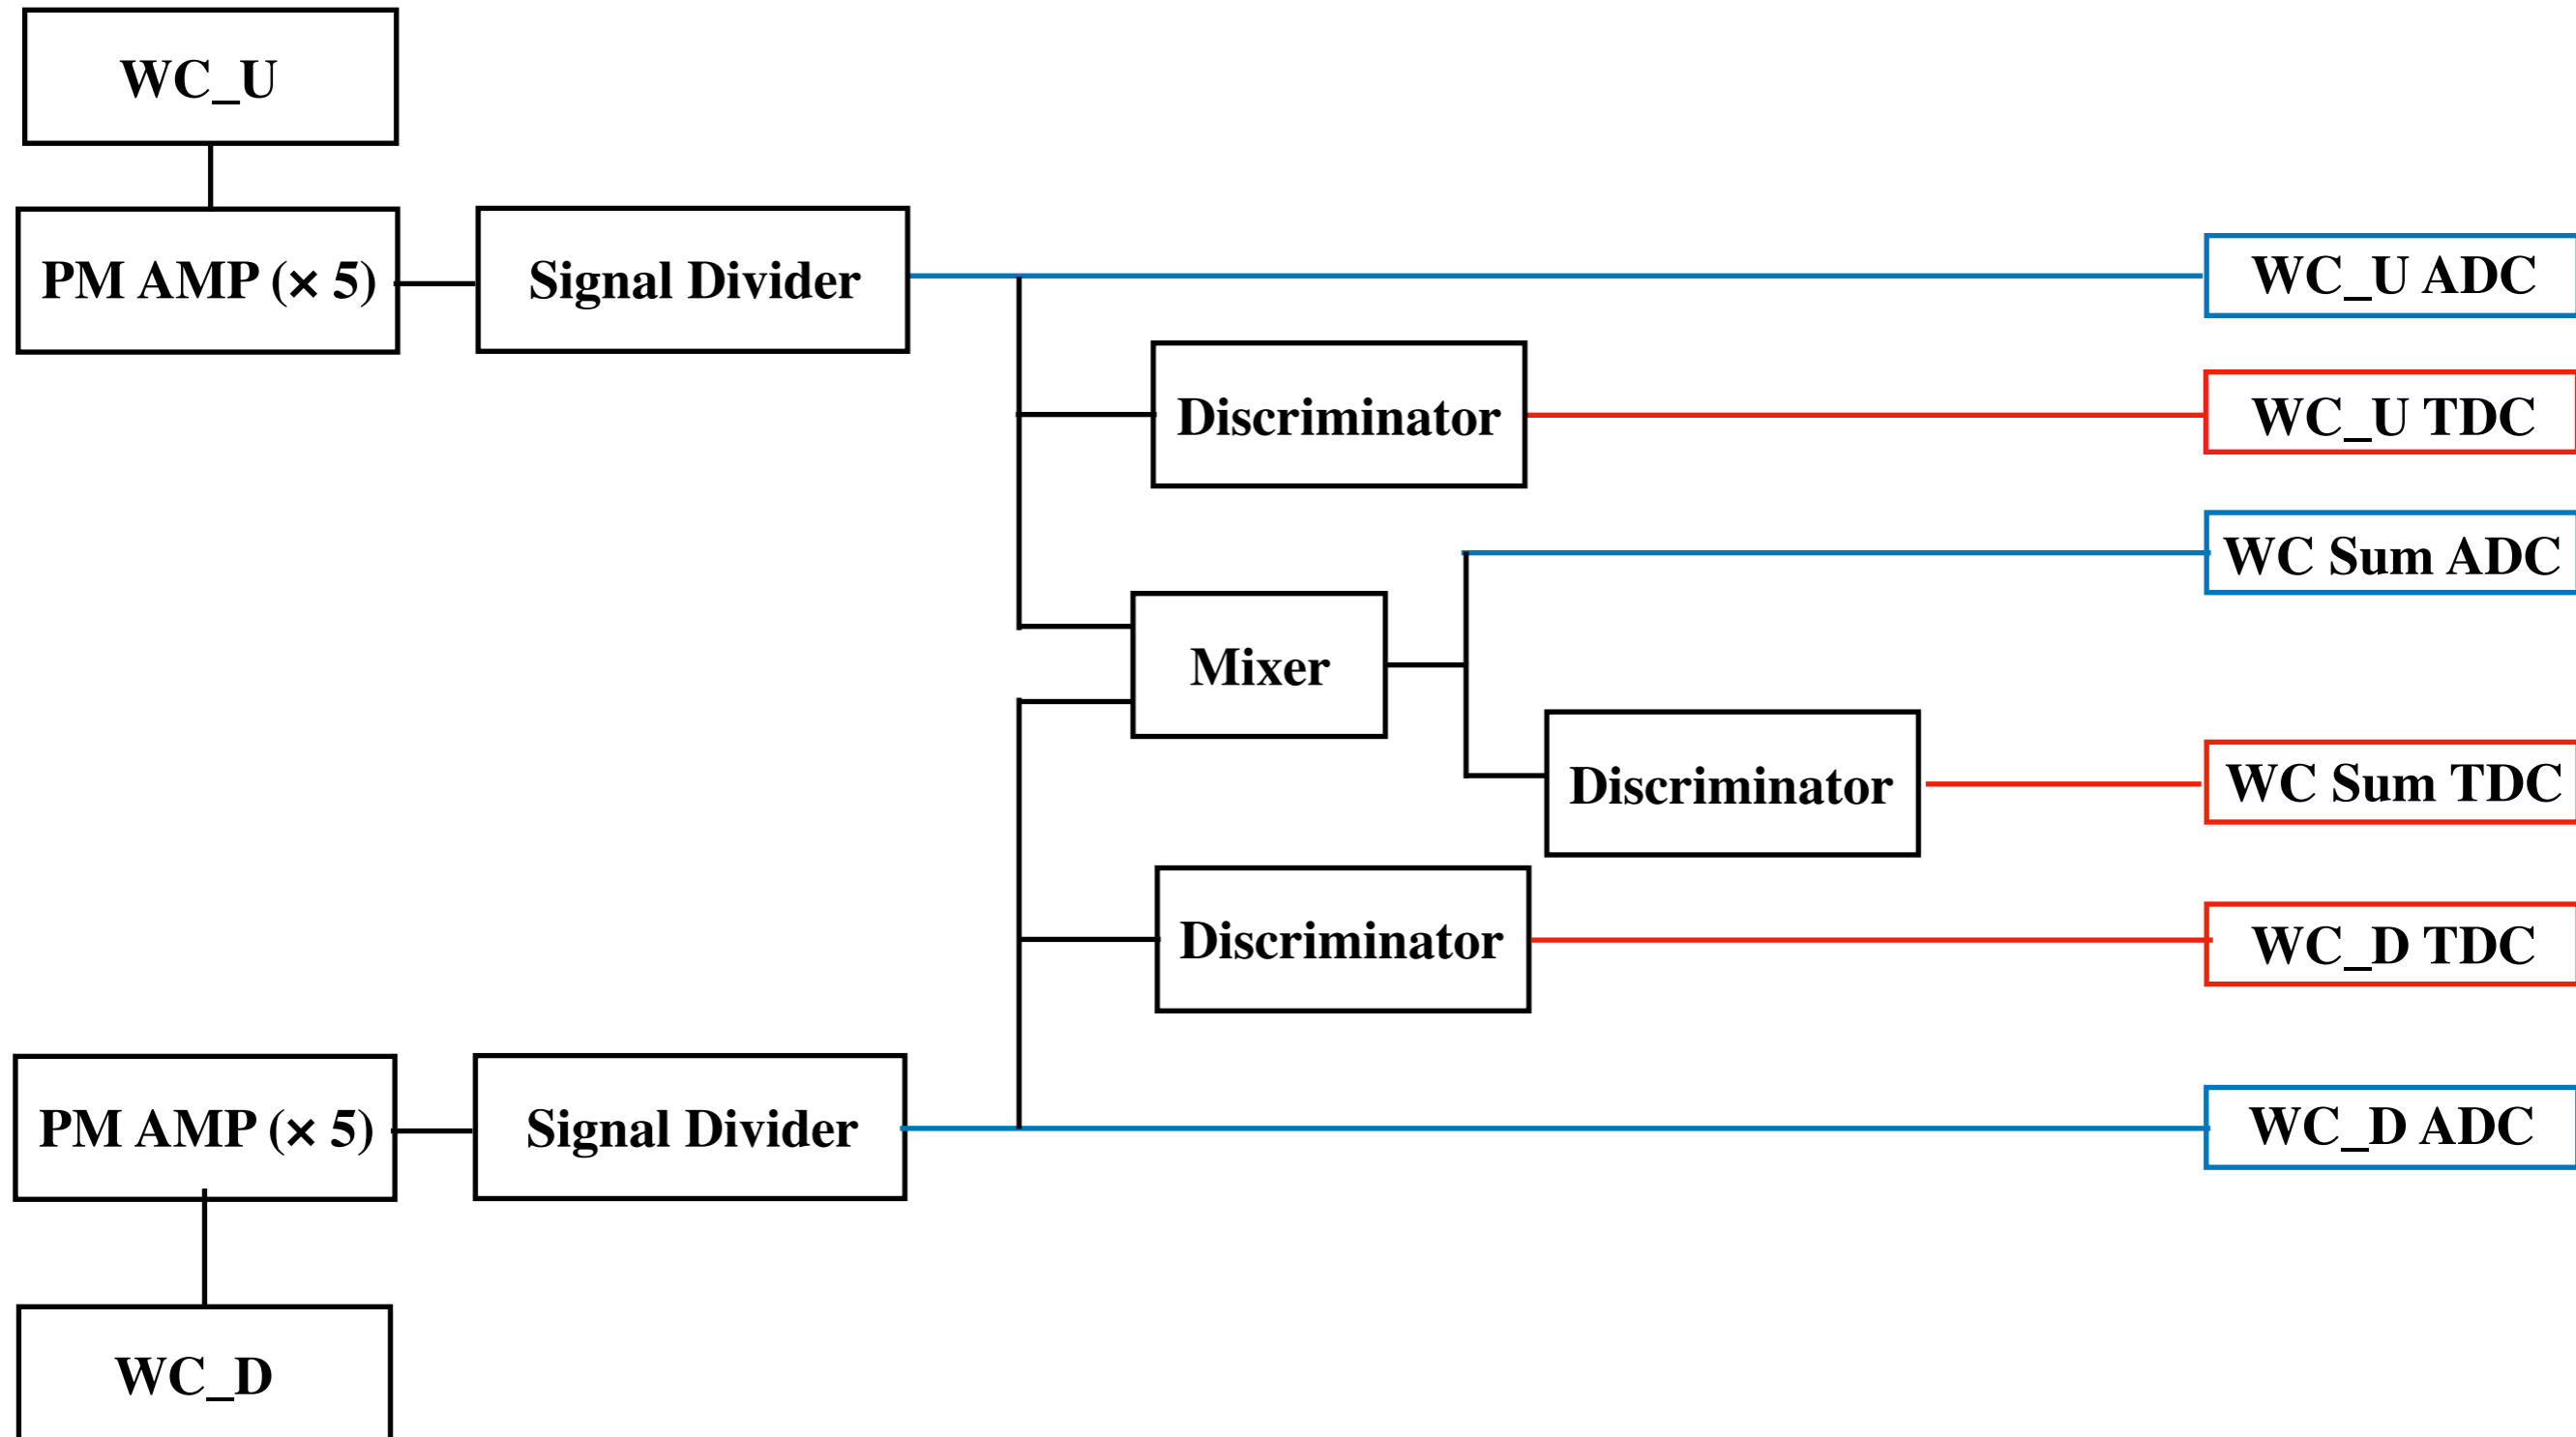 WC_U
PM AMP (× 5)
Signal Divider
WC_U ADC
Discriminator
WC_U TDC
WC Sum ADC
Mixer
Discriminator
WC Sum TDC
Discriminator
WC_D TDC
PM AMP (× 5)
Signal Divider
WC_D ADC
WC_D